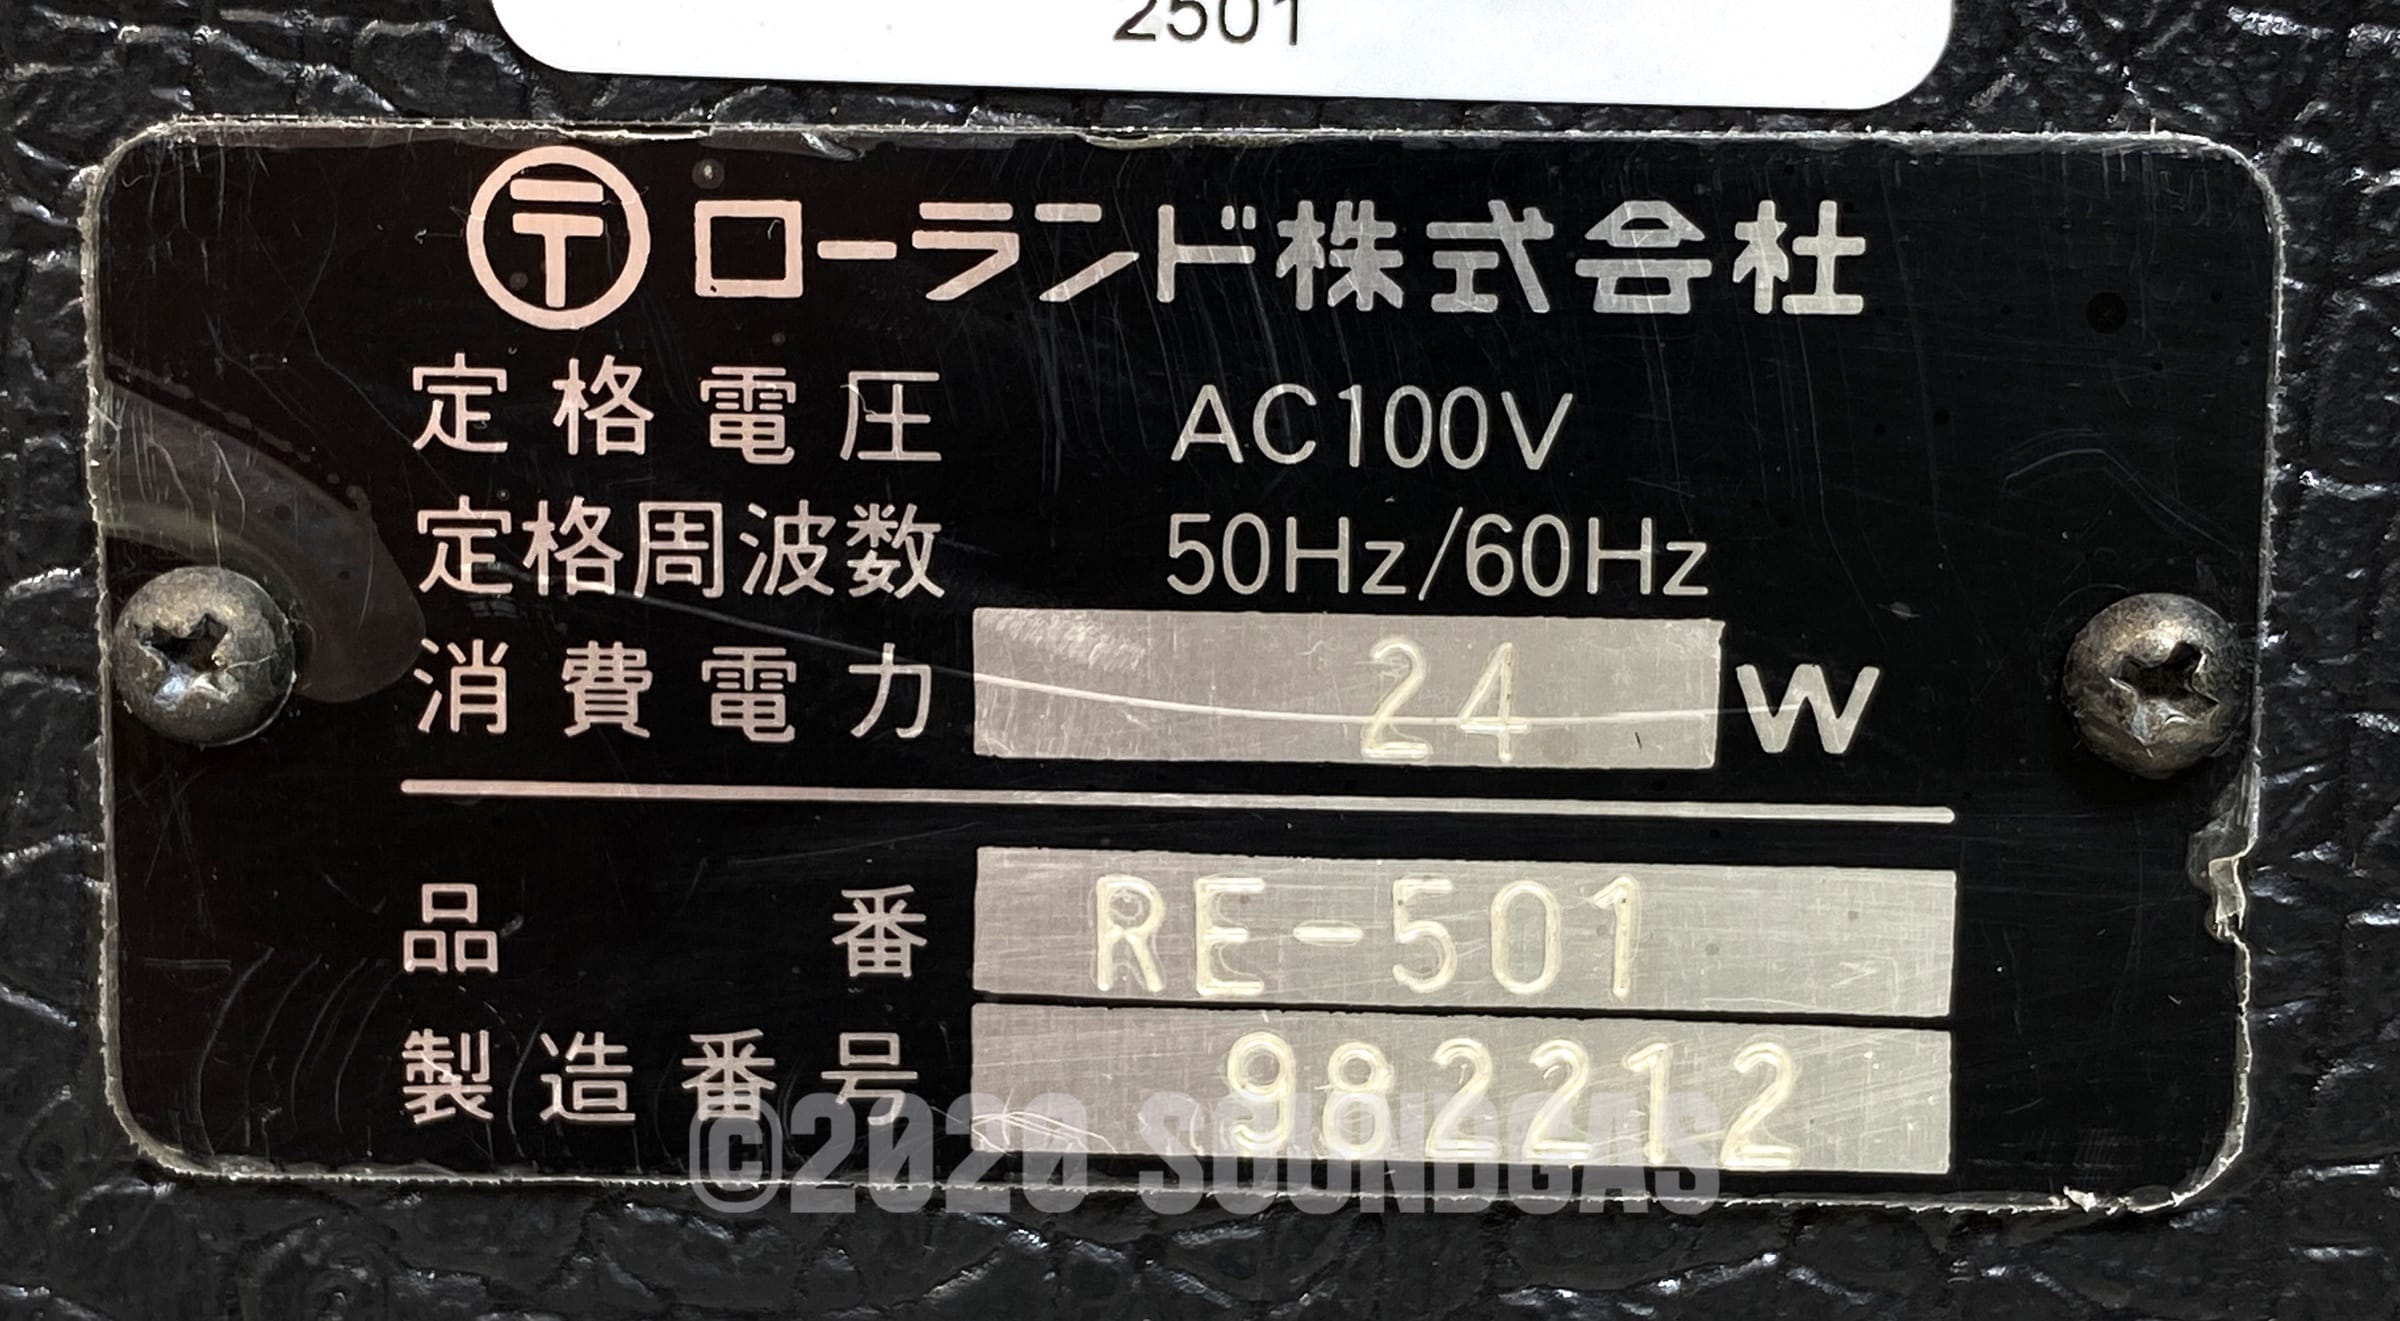 2501
〒ローランド株式会社
定格電圧 AC100V
定格周波数 50Hz/60Hz
消費電力 24 W
品番 RE-501
製造番号 982212
©2020 SOUNDGAS